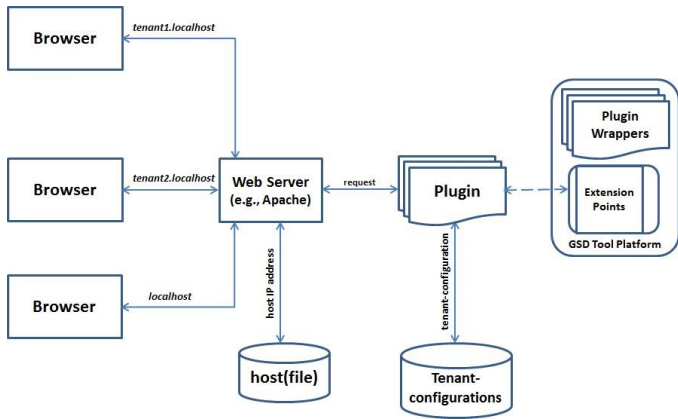 Browser
tenant1.localhost
Browser
tenant2.localhost
Browser
localhost
Web Server
(e.g., Apache)
host IP address
host(file)
request
Plugin
tenant-configuration
Tenant-
configurations
Plugin
Wrappers
Extension
Points
GSD Tool Platform